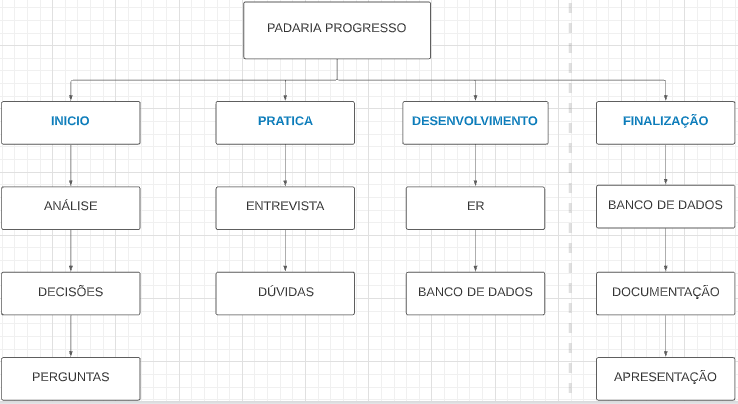 PADARIA PROGRESSO
INICIO
PRATICA
DESENVOLVIMENTO
FINALIZAÇÃO
ANÁLISE
ENTREVISTA
ER
BANCO DE DADOS
DECISÕES
DÚVIDAS
BANCO DE DADOS
DOCUMENTAÇÃO
PERGUNTAS
APRESENTAÇÃO